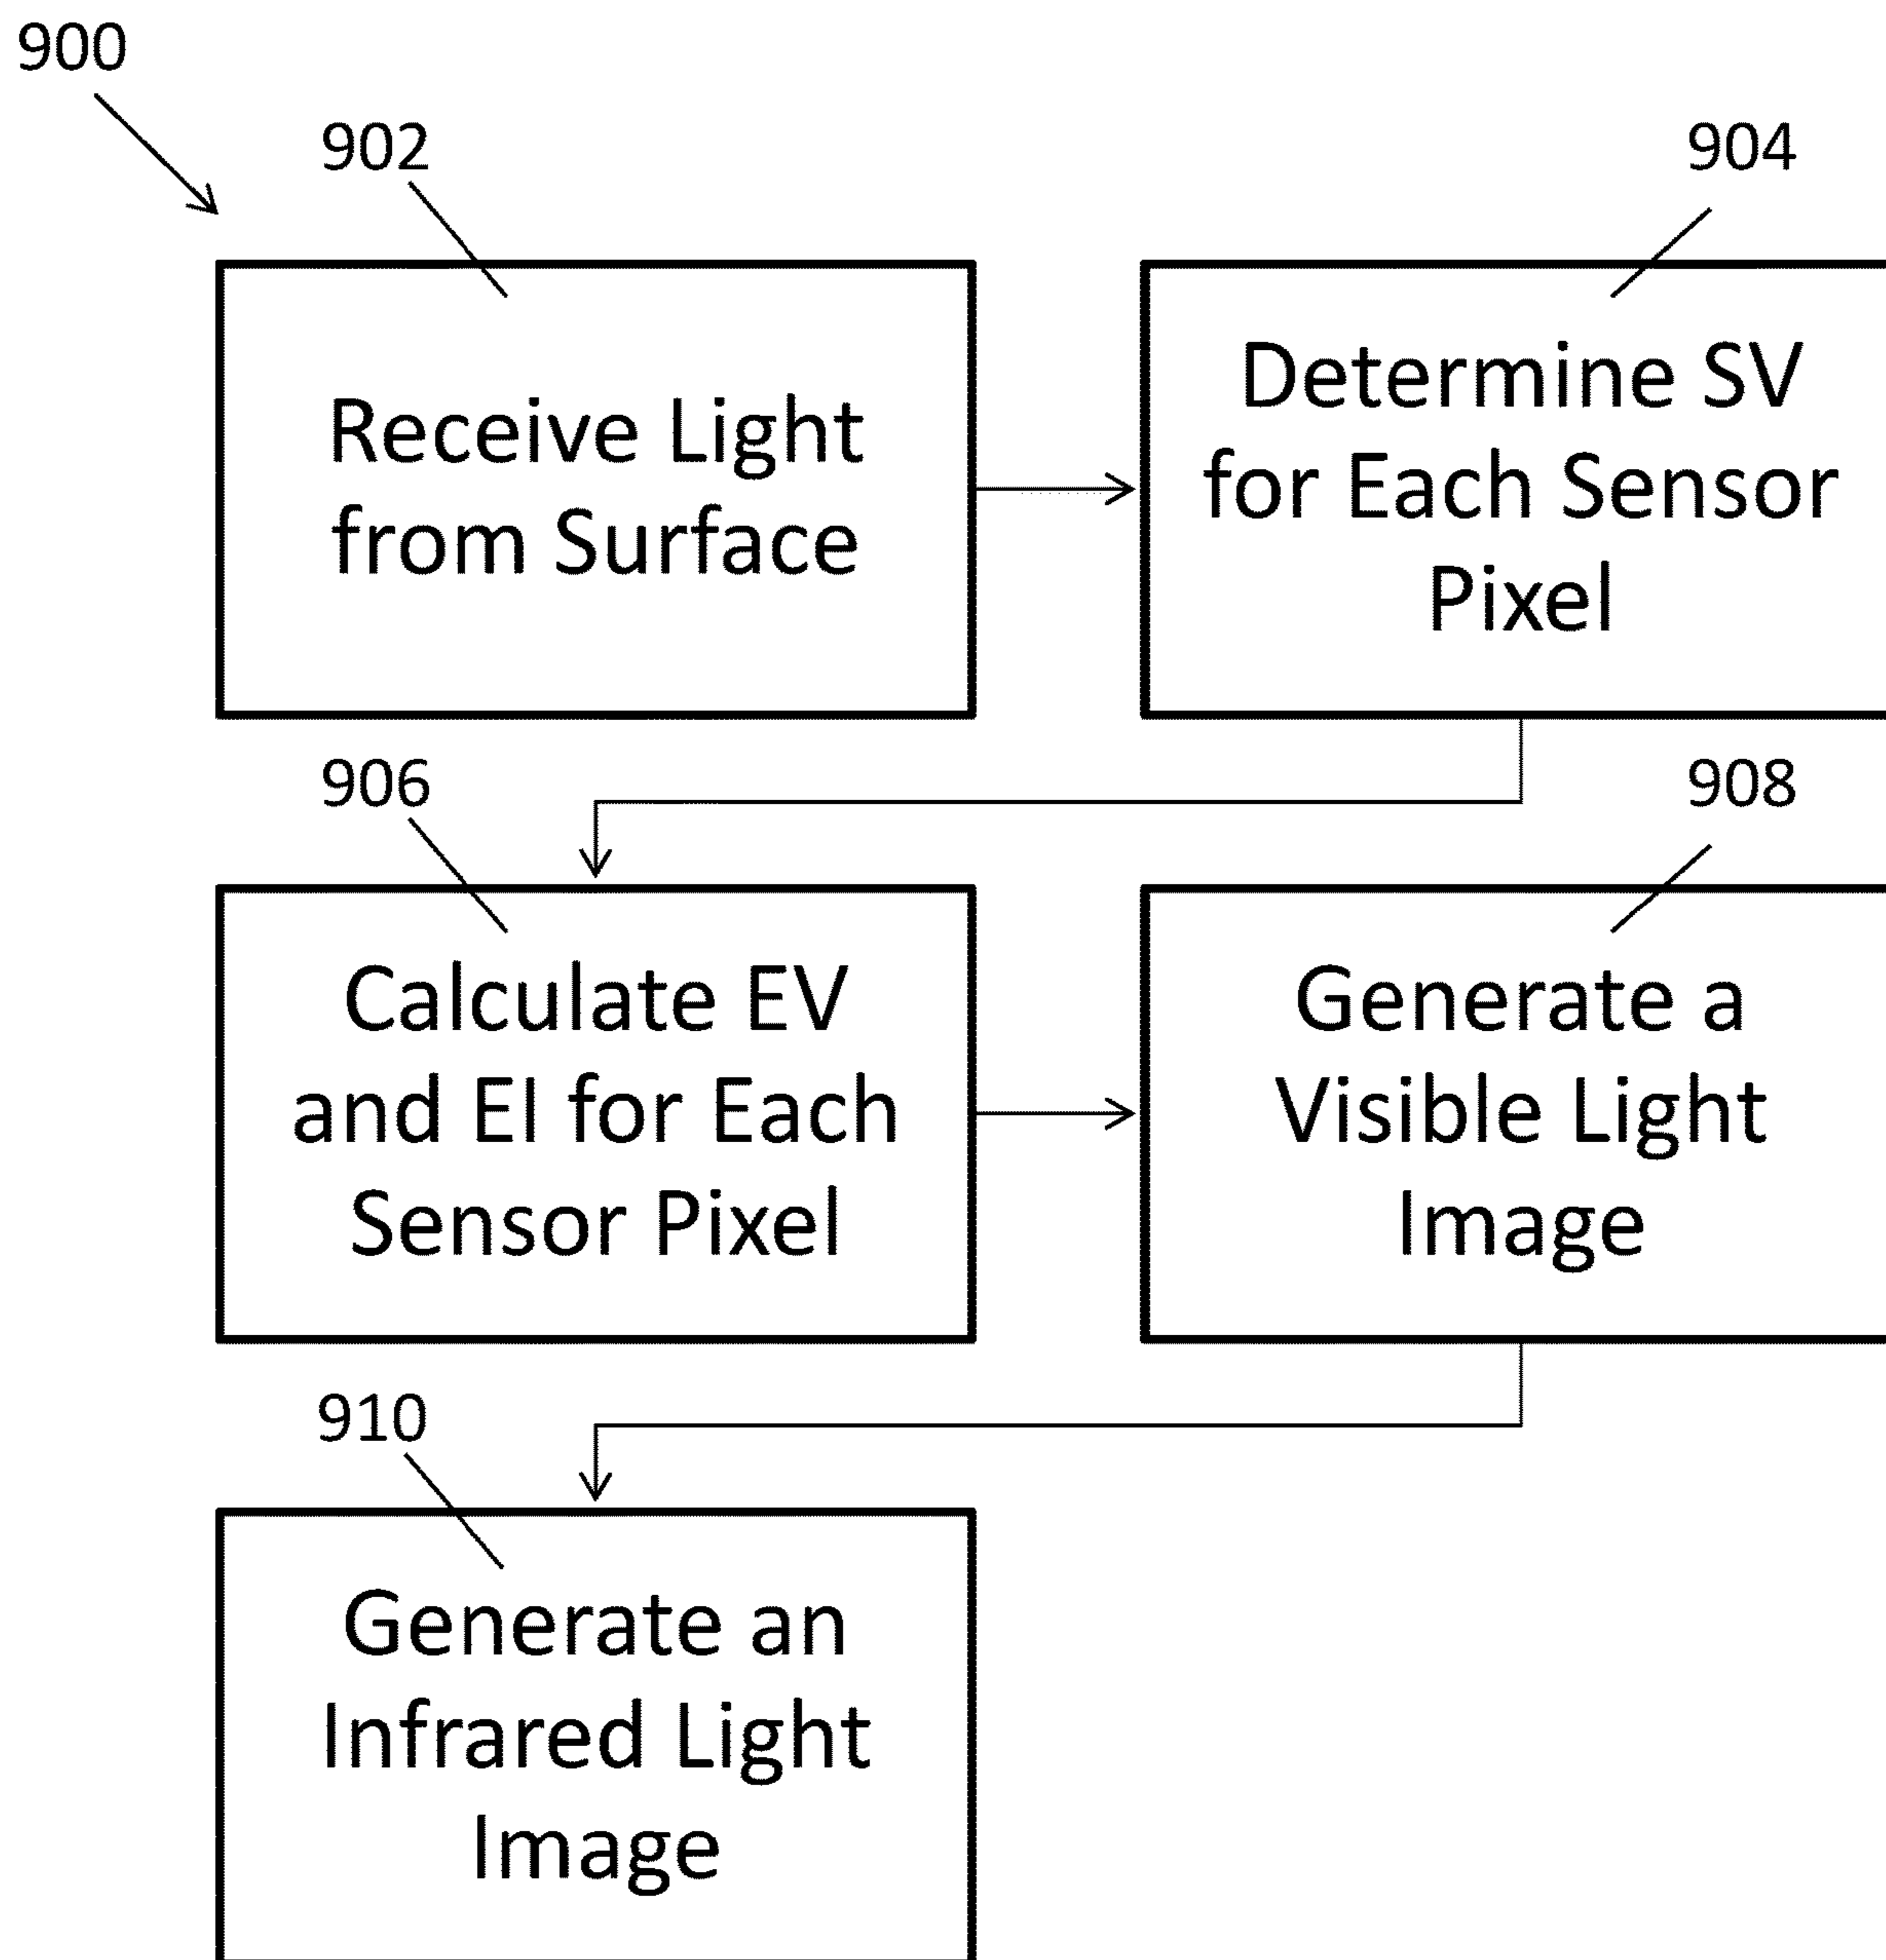 900
902
904
Receive Light
from Surface
Determine SV
for Each Sensor
Pixel
906
908
Calculate EV
and EI for Each
Sensor Pixel
Generate a
Visible Light
Image
910
Generate an
Infrared Light
Image